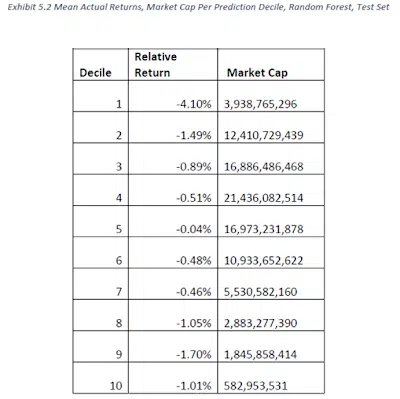 Exhibit 5.2 Mean Actual Returns, Market Cap Per Prediction Decile, Random Forest, Test Set
Decile Relative Return Market Cap
1 -4.10% 3,938,765,296
2 -1.49% 12,410,729,439
3 -0.89% 16,886,486,468
4 -0.51% 21,436,082,514
5 -0.04% 16,973,231,878
6 -0.48% 10,933,652,622
7 -0.46% 5,530,582,160
8 -1.05% 2,883,277,390
9 -1.70% 1,845,858,414
10 -1.01% 582,953,531